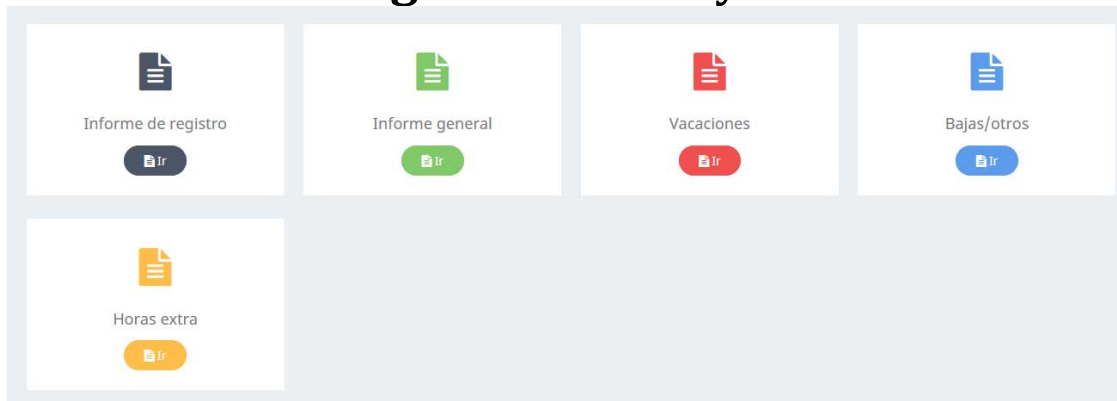 Informe de registro
Ir
Informe general
Ir
Vacaciones
Ir
Bajas/otros
Ir
Horas extra
Ir